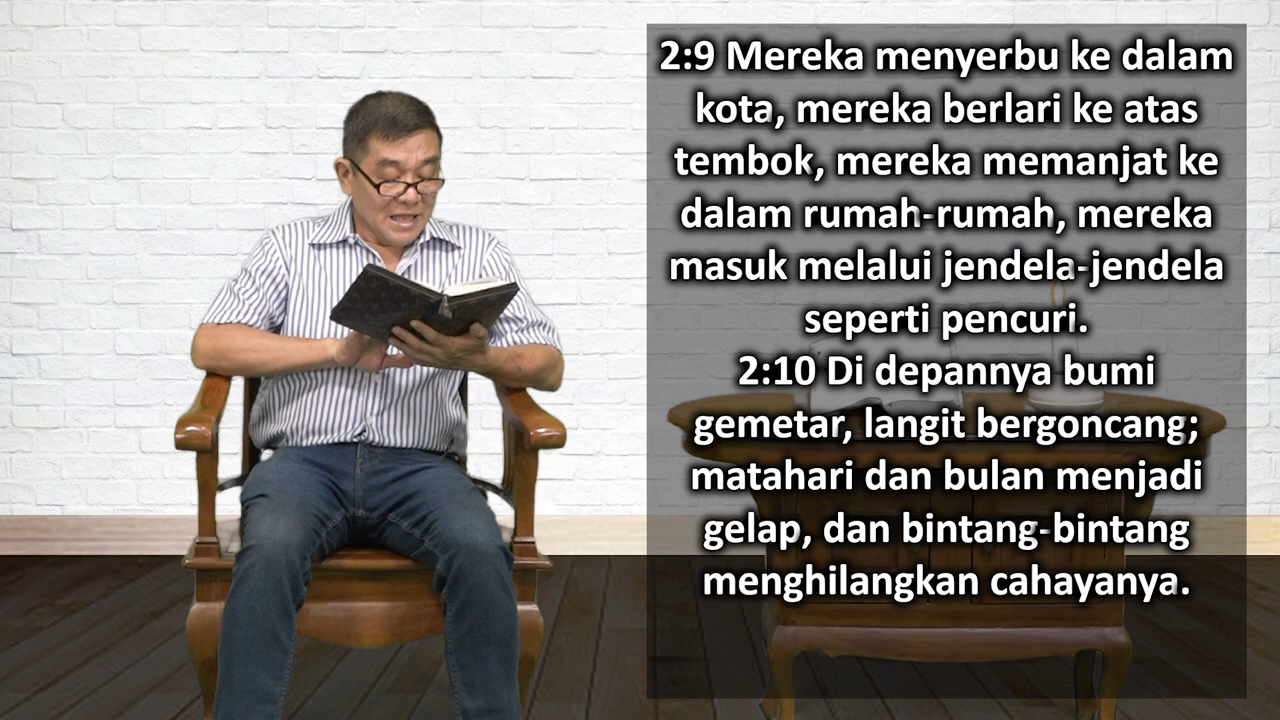 2:9 Mereka menyerbu ke dalam
kota, mereka berlari ke atas
tembok, mereka memanjat ke
dalam rumah-rumah, mereka
masuk melalui jendela-jendela
seperti pencuri.
2:10 Di depannya bumi
gemetar, langit bergoncang;
matahari dan bulan menjadi
gelap, dan bintang-bintang
menghilangkan cahayanya.